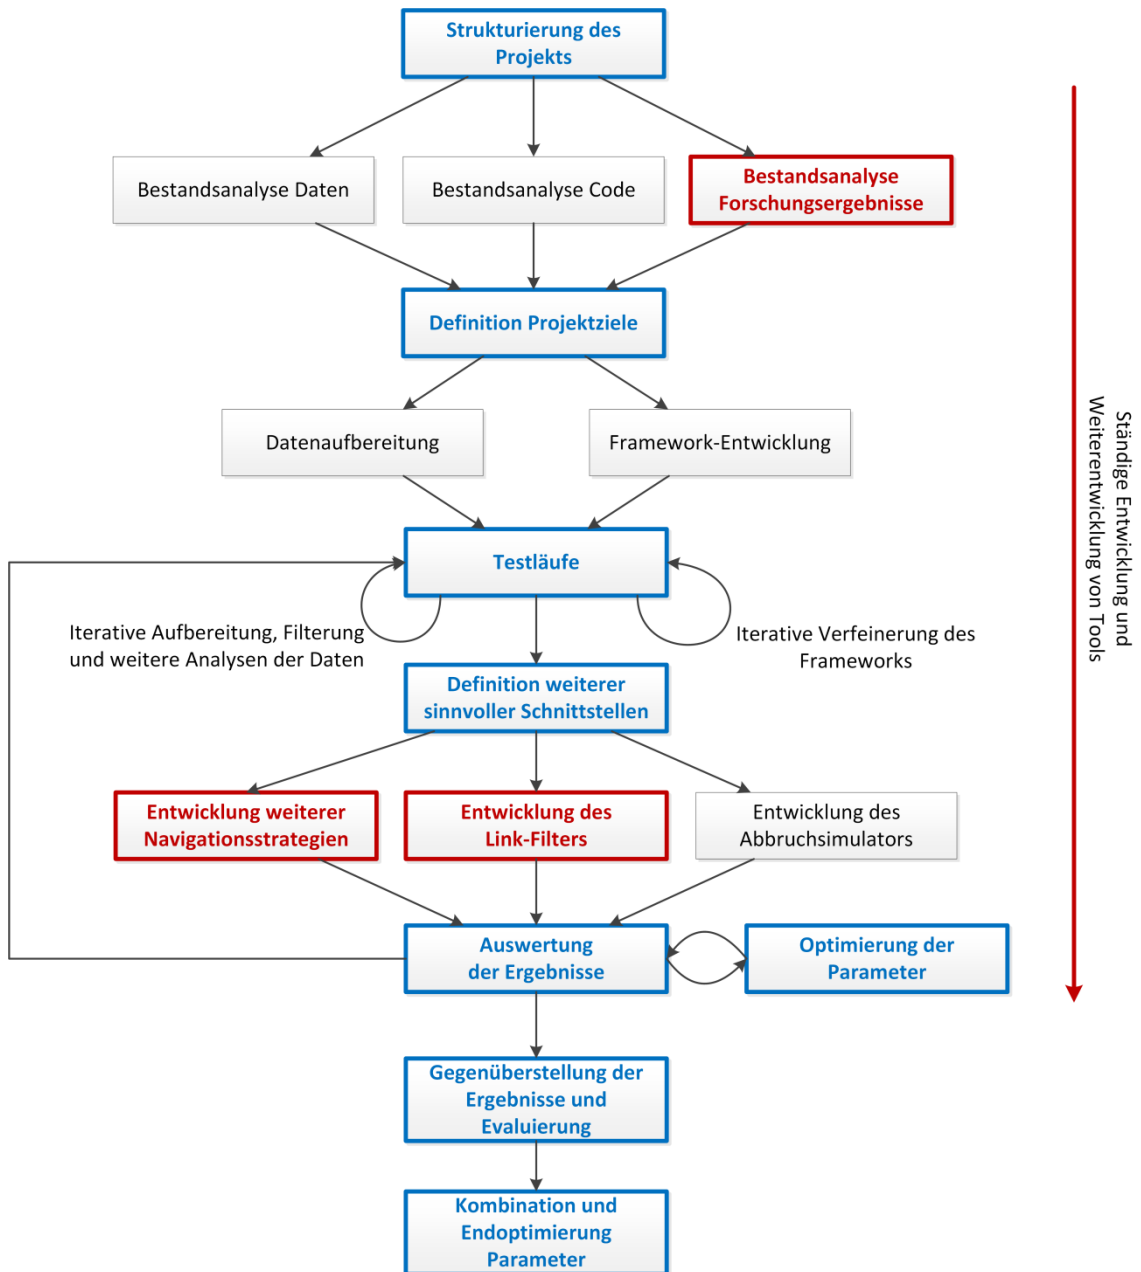 Strukturierung des
Projekts
Bestandsanalyse Daten
Bestandsanalyse Code
Bestandsanalyse
Forschungsergebnisse
Definition Projektziele
Datenaufbereitung
Framework-Entwicklung
Ständige Entwicklung und
Weiterentwicklung von Tools
Testläufe
Iterative Aufbereitung, Filterung
und weitere Analysen der Daten
Iterative Verfeinerung des
Frameworks
Definition weiterer
sinnvoller Schnittstellen
Entwicklung weiterer
Navigationsstrategien
Entwicklung des
Link-Filters
Entwicklung des
Abbruchsimulators
Auswertung
der Ergebnisse
Optimierung der
Parameter
Gegenüberstellung der
Ergebnisse und
Evaluierung
Kombination und
Endoptimierung
Parameter